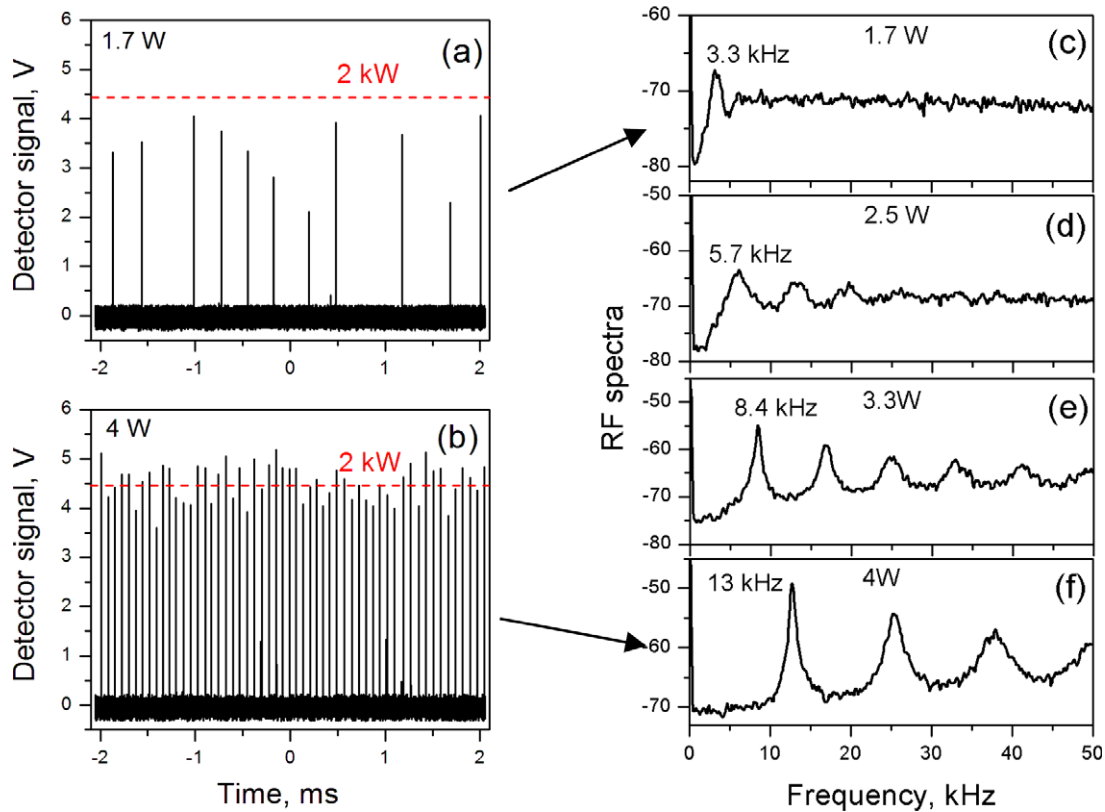 1.7 W
(a)
2 kW
Detector signal, V
6
5
4
3
2
1
0
-2 -1 0 1 2
4 W
(b)
2 kW
Detector signal, V
6
5
4
3
2
1
0
-2 -1 0 1 2
Time, ms
RF spectra
-60
-70
-80
1.7 W
(c)
3.3 kHz
-50
-60
-70
-80
2.5 W
(d)
5.7 kHz
-50
-60
-70
-80
3.3W
(e)
8.4 kHz
-50
-60
-70
4W
(f)
13 kHz
0 10 20 30 40 50
Frequency, kHz